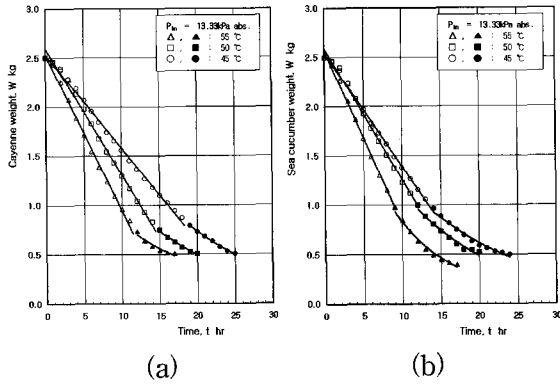 P_tm = 13.33kPa abs.
△, ▲ : 55 ℃
□, ■ : 50 ℃
○, ● : 45 ℃
Cayenne weight, W kg
3.0
2.5
2.0
1.5
1.0
0.5
0.0
0 5 10 15 20 25 30
Time, t hr
(a)
P_tm = 13.33kPa abs.
△, ▲ : 55 ℃
□, ■ : 50 ℃
○, ● : 45 ℃
Sea cucumber weight, W kg
3.0
2.5
2.0
1.5
1.0
0.5
0.0
0 5 10 15 20 25 30
Time, t hr
(b)